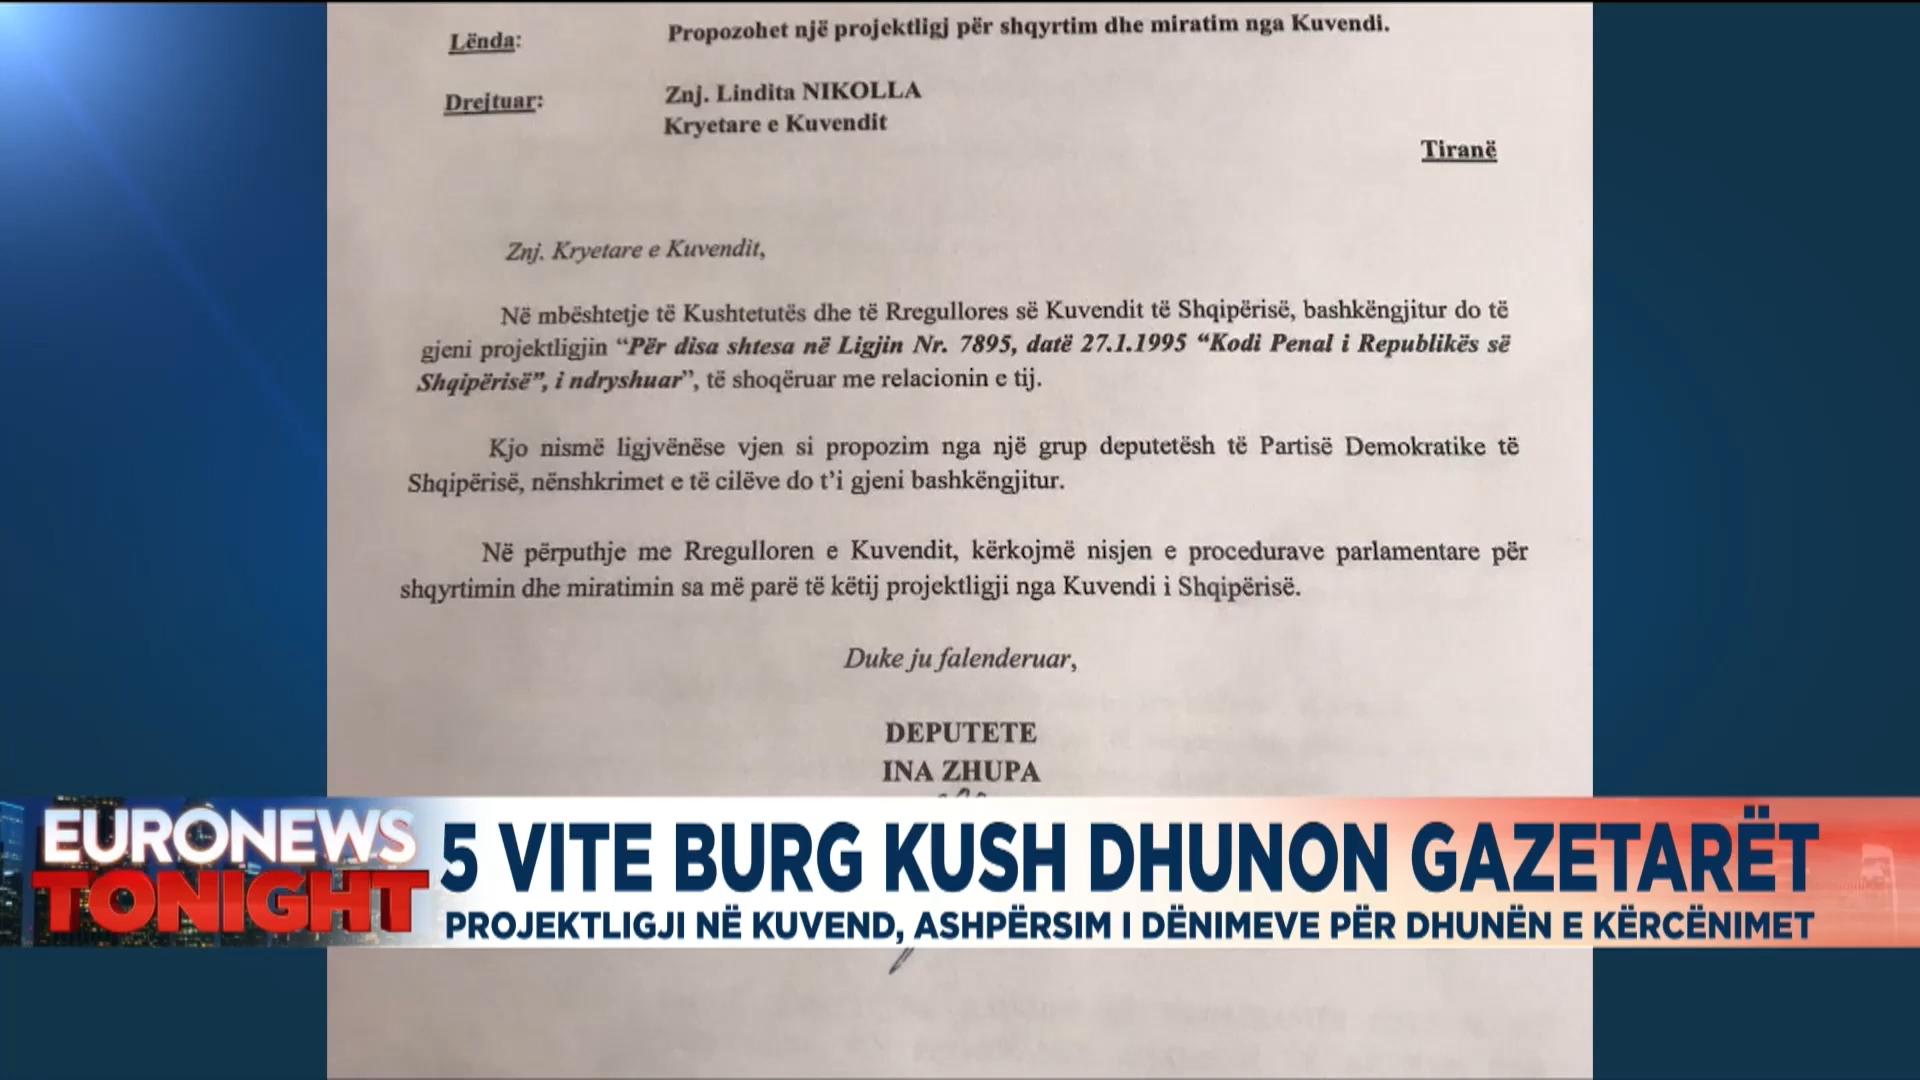 Lënda: Propozohet një projektligj për shqyrtim dhe miratim nga Kuvendi.
Drejtuar: Znj. Lindita NIKOLLA
Kryetare e Kuvendit
Tiranë
Znj. Kryetare e Kuvendit,
Në mbështetje të Kushtetutës dhe të Rregullores së Kuvendit të Shqipërisë, bashkëngjitur do të
gjeni projektligjin “Për disa shtesa në Ligjin Nr. 7895, datë 27.1.1995 “Kodi Penal i Republikës së
Shqipërisë”, i ndryshuar”, të shoqëruar me relacionin e tij.
Kjo nismë ligjvënëse vjen si propozim nga një grup deputetësh të Partisë Demokratike të
Shqipërisë, nënshkrimet e të cilëve do t’i gjeni bashkëngjitur.
Në përputhje me Rregulloren e Kuvendit, kërkojmë nisjen e procedurave parlamentare për
shqyrtimin dhe miratimin sa më parë të këtij projektligji nga Kuvendi i Shqipërisë.
Duke ju falenderuar,
DEPUTETE
INA ZHUPA
EURONEWS
TONIGHT
5 VITE BURG KUSH DHUNON GAZETARËT
PROJEKTLIGJI NË KUVEND, ASHPËRSIM I DËNIMEVE PËR DHUNËN E KËRCËNIMET